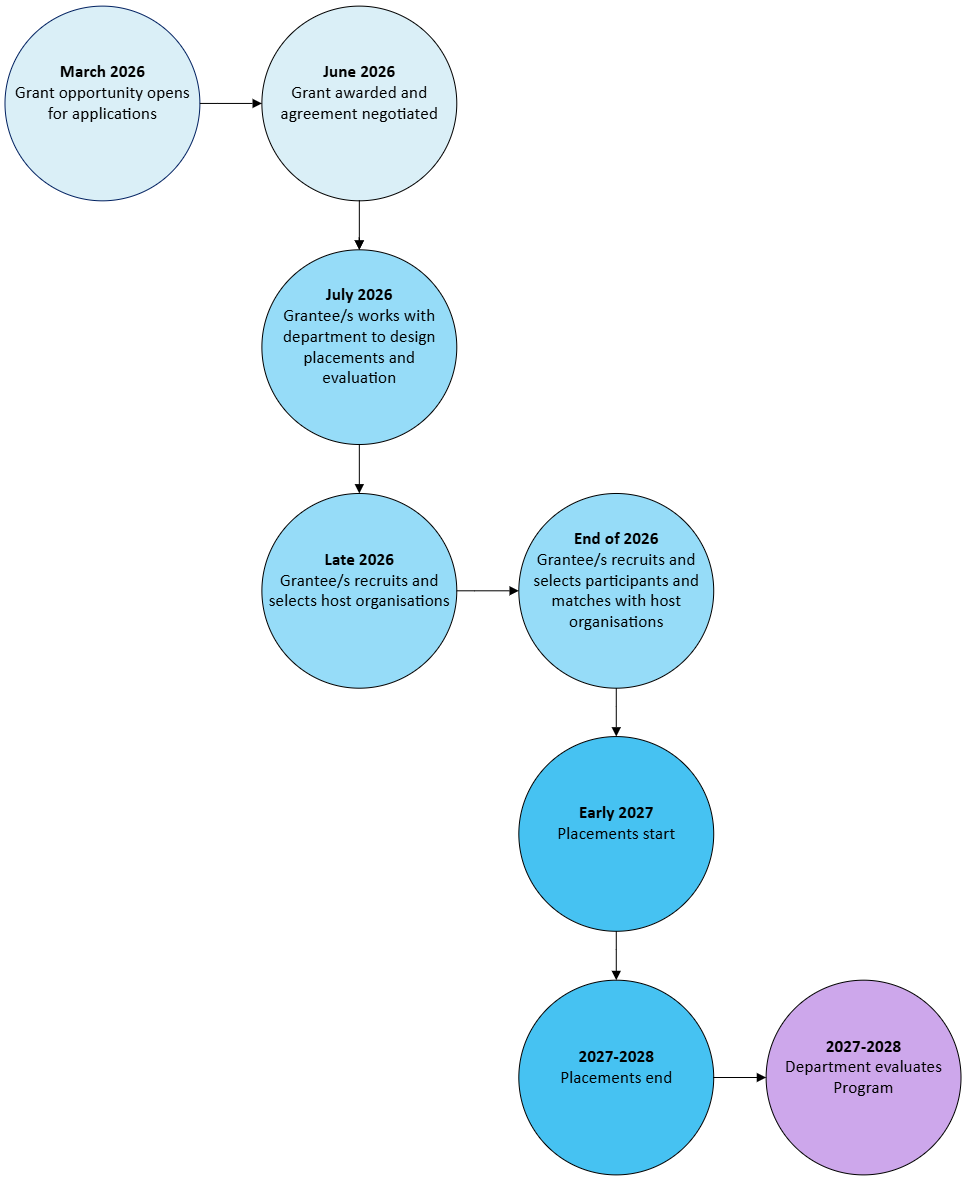 March 2026
Grant opportunity opens
for applications
June 2026
Grant awarded and
agreement negotiated
July 2026
Grantee/s works with
department to design
placements and
evaluation
Late 2026
Grantee/s recruits and
selects host organisations
End of 2026
Grantee/s recruits and
selects participants and
matches with host
organisations
Early 2027
Placements start
2027-2028
Placements end
2027-2028
Department evaluates
Program